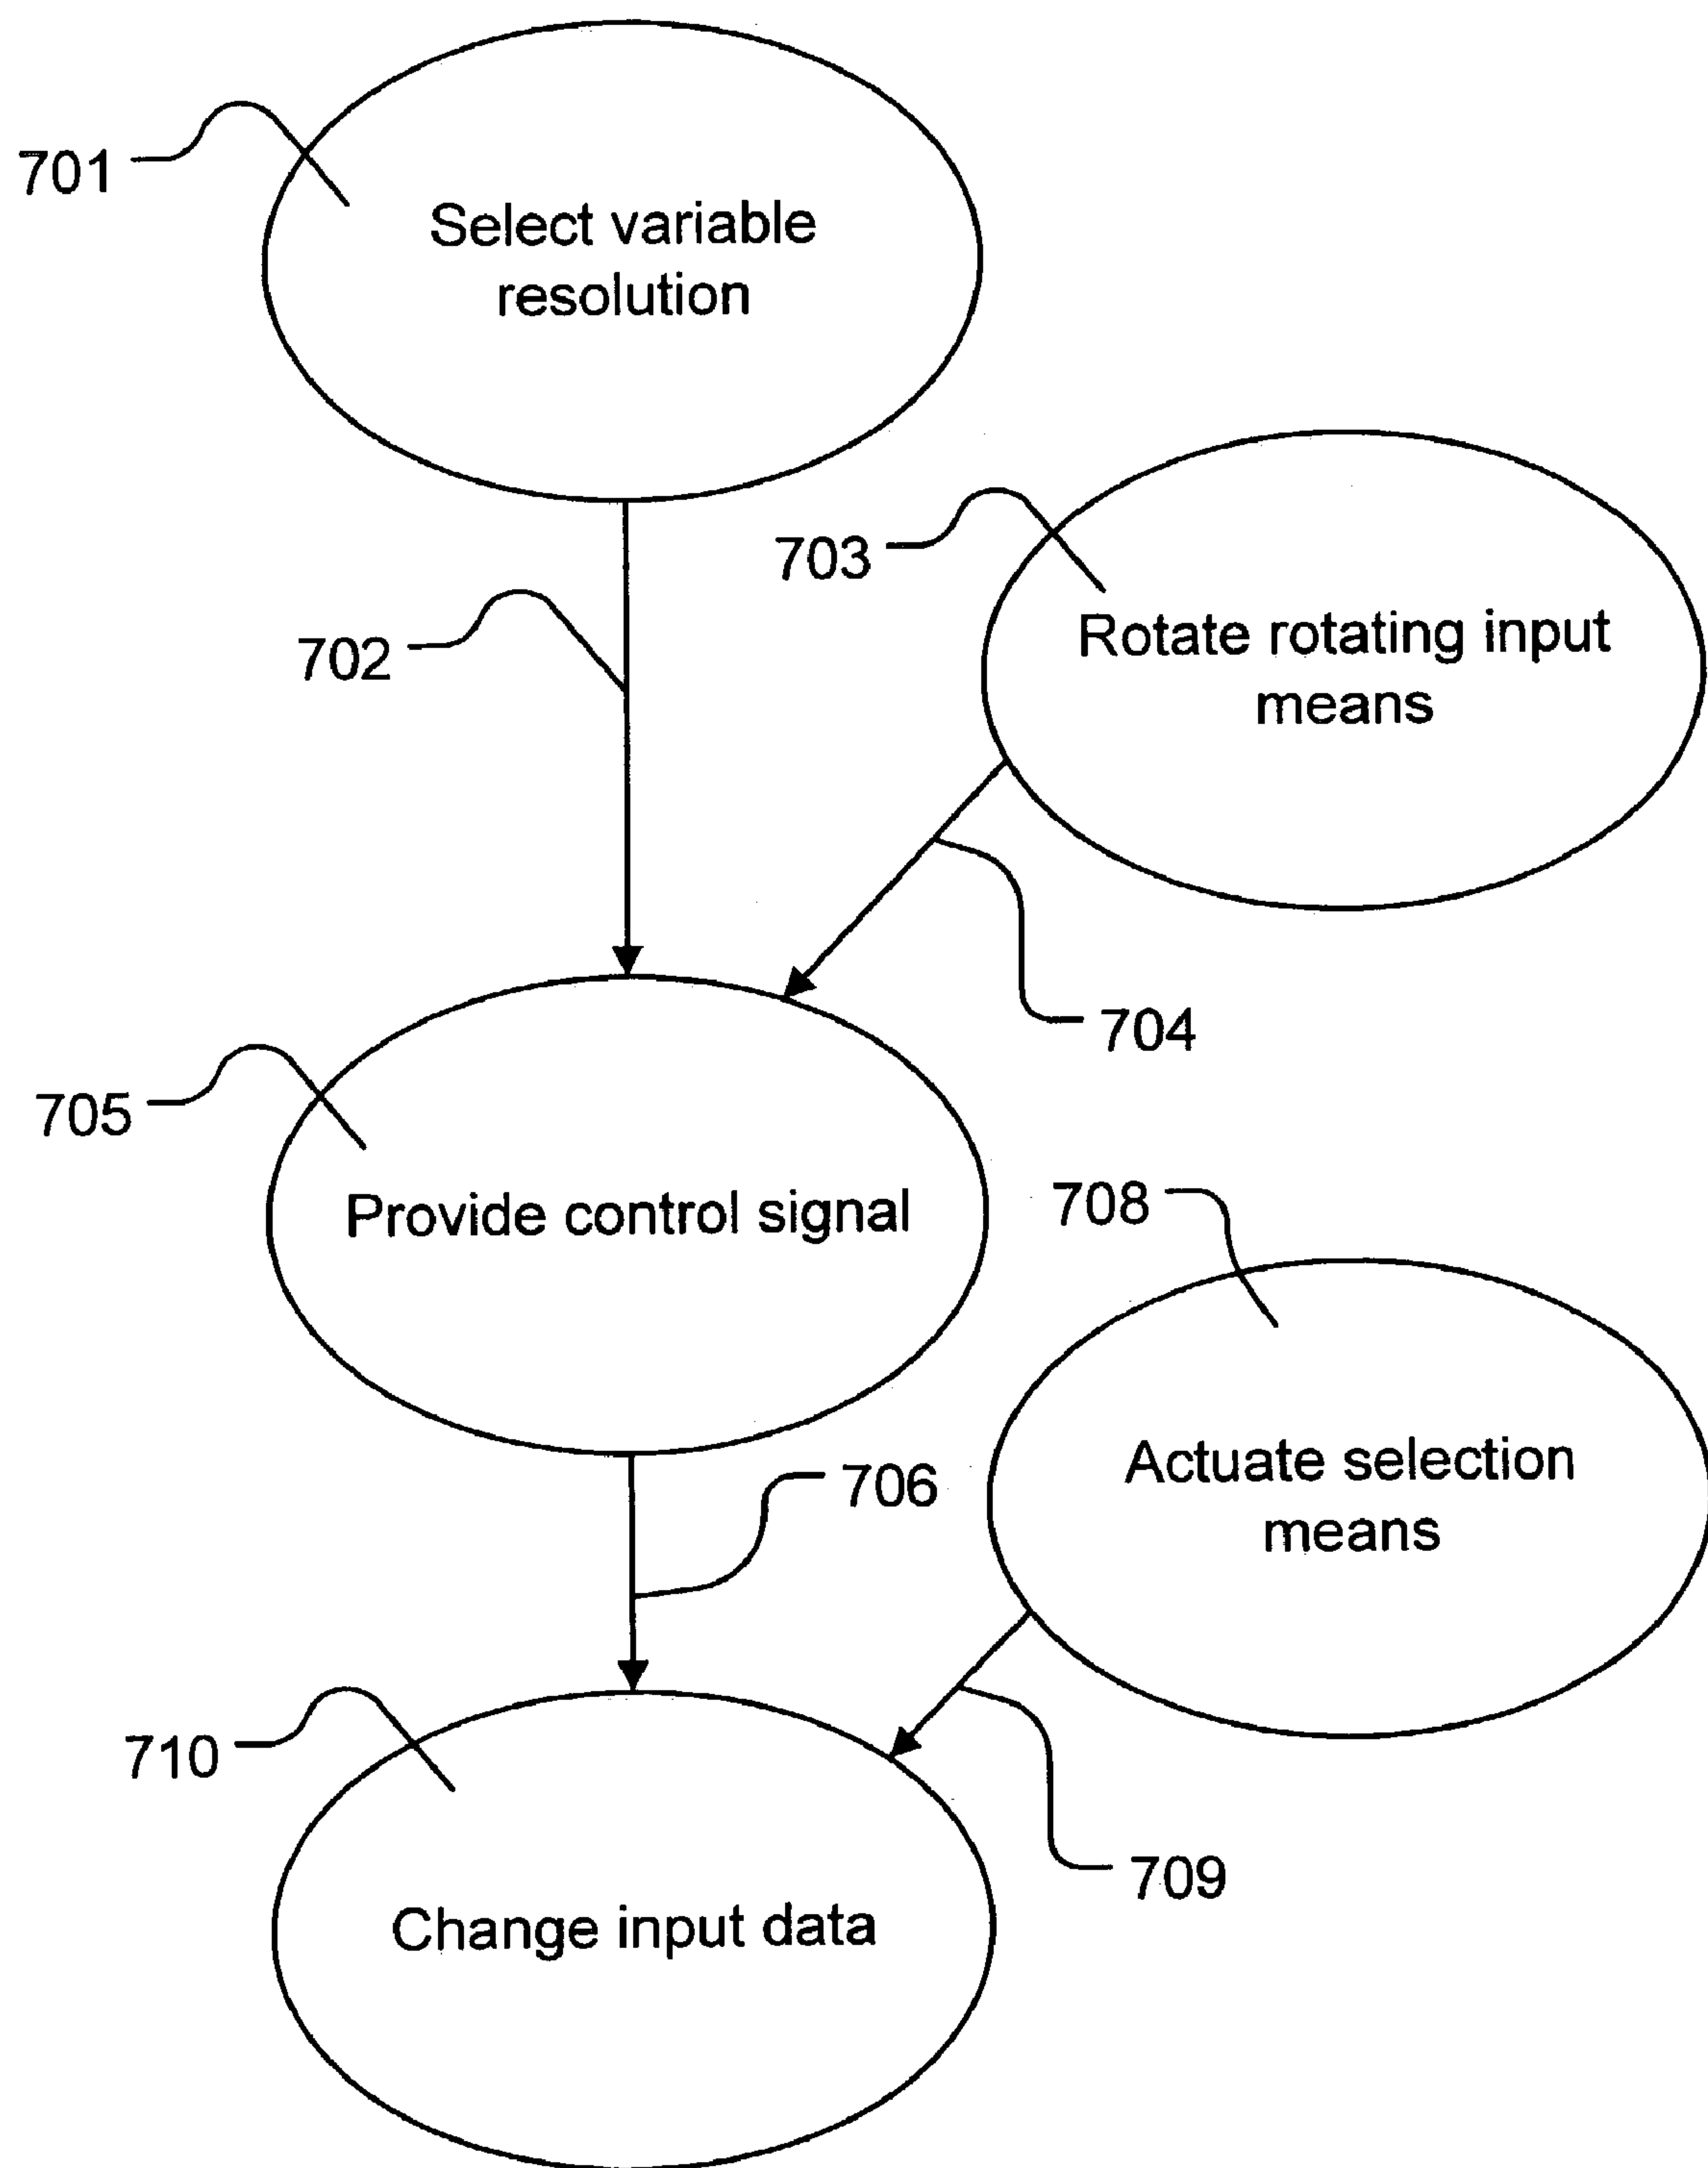 701
Select variable
resolution
703
Rotate rotating input
means
702
704
705
Provide control signal
708
Actuate selection
means
706
710
Change input data
709